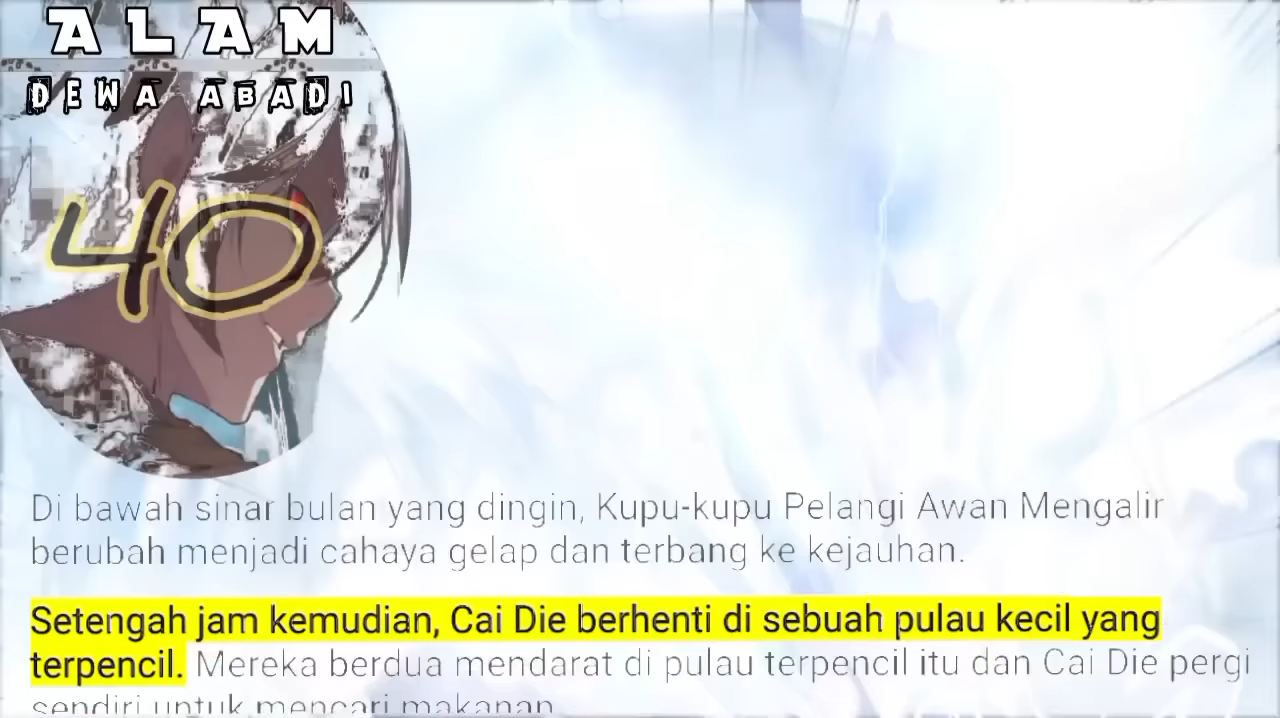 ALAM
DEWA ABADI
40
Di bawah sinar bulan yang dingin, Kupu-kupu Pelangi Awan Mengalir
berubah menjadi cahaya gelap dan terbang ke kejauhan.
Setengah jam kemudian, Cai Die berhenti di sebuah pulau kecil yang
terpencil. Mereka berdua mendarat di pulau terpencil itu dan Cai Die pergi
sendiri untuk mencari makanan.